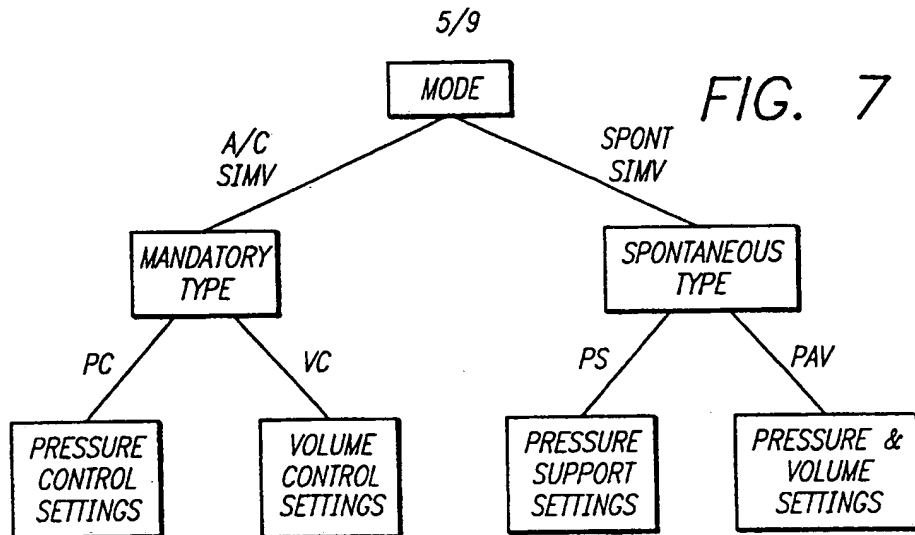 5/9
MODE
FIG. 7
A/C
SIMV
SPONT
SIMV
MANDATORY
TYPE
SPONTANEOUS
TYPE
PC
VC
PS
PAV
PRESSURE
CONTROL
SETTINGS
VOLUME
CONTROL
SETTINGS
PRESSURE
SUPPORT
SETTINGS
PRESSURE &
VOLUME
SETTINGS